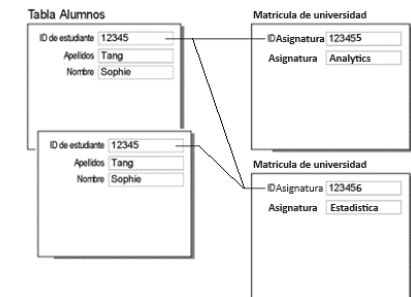 Tabla Alumnos
ID de estudiante 12345
Apellidos Tang
Nombre Sophie
ID de estudiante 12345
Apellidos Tang
Nombre Sophie
Matricula de universidad
IDAsignatura 123455
Asignatura Analytics
Matricula de universidad
IDAsignatura 123456
Asignatura Estadistica